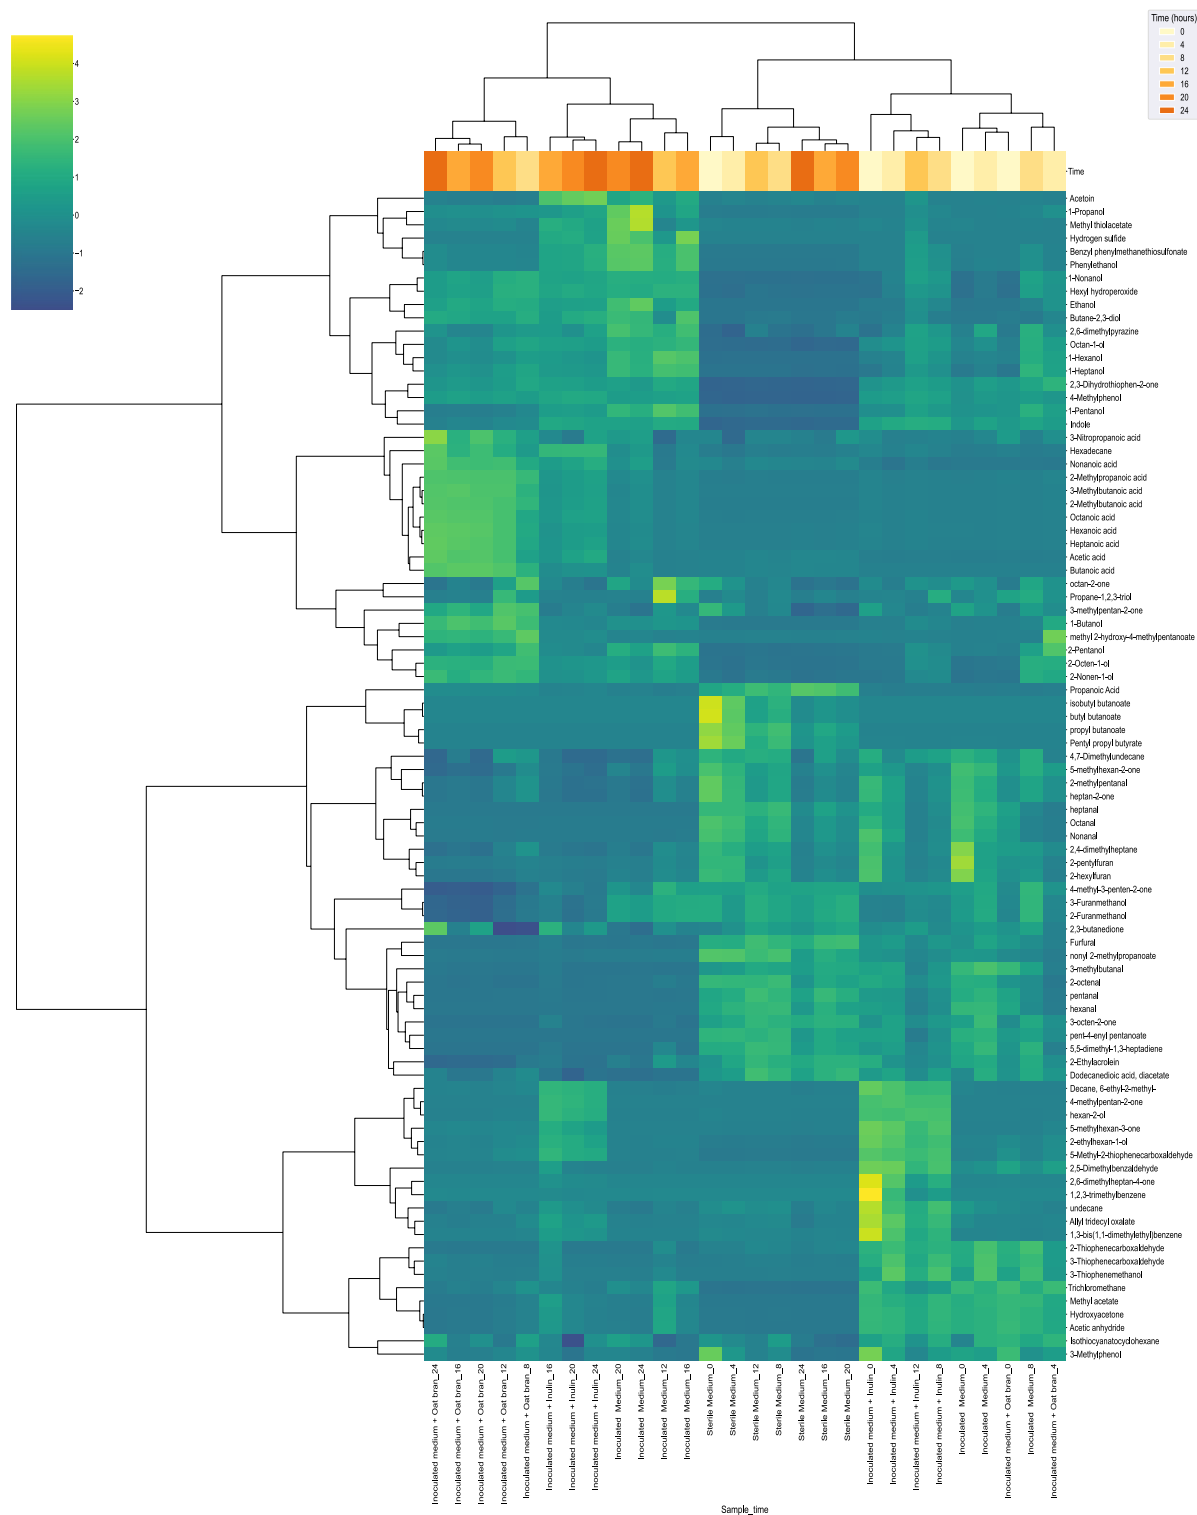 Time (hours)
0
4
8
12
16
20
24
4
3
2
1
0
−1
−2
Time
Acetoin
1-Propanol
Methyl thiolacetate
Hydrogen sulfide
Benzyl phenylmethanethiosulfonate
Phenylethanol
1-Nonanol
Hexyl hydroperoxide
Ethanol
Butane-2,3-diol
2,6-dimethylpyrazine
Octan-1-ol
1-Hexanol
1-Heptanol
2,3-Dihydrothiophen-2-one
4-Methylphenol
1-Pentanol
Indole
3-Nitropropanoic acid
Hexadecane
Nonanoic acid
2-Methylpropanoic acid
3-Methylbutanoic acid
2-Methylbutanoic acid
Octanoic acid
Hexanoic acid
Heptanoic acid
Acetic acid
Butanoic acid
octan-2-one
Propane-1,2,3-triol
3-methylpentan-2-one
1-Butanol
methyl 2-hydroxy-4-methylpentanoate
2-Pentanol
2-Octen-1-ol
2-Nonen-1-ol
Propanoic Acid
isobutyl butanoate
butyl butanoate
propyl butanoate
Pentyl propyl butyrate
4,7-Dimethylundecane
5-methylhexan-2-one
2-methylpentanal
heptan-2-one
heptanal
Octanal
Nonanal
2,4-dimethylheptane
2-pentylfuran
2-hexylfuran
4-methyl-3-penten-2-one
3-Furanmethanol
2-Furanmethanol
2,3-butanedione
Furfural
nonyl 2-methylpropanoate
3-methylbutanal
2-octenal
pentanal
hexanal
3-octen-2-one
pent-4-enyl pentanoate
5,5-dimethyl-1,3-heptadiene
2-Ethylacrolein
Dodecanedioic acid, diacetate
Decane, 6-ethyl-2-methyl-
4-methylpentan-2-one
hexan-2-ol
5-methylhexan-3-one
2-ethylhexan-1-ol
5-Methyl-2-thiophenecarboxaldehyde
2,5-Dimethylbenzaldehyde
2,6-dimethylheptan-4-one
1,2,3-trimethylbenzene
undecane
Allyl tridecyl oxalate
1,3-bis(1,1-dimethylethyl)benzene
2-Thiophenecarboxaldehyde
3-Thiophenecarboxaldehyde
3-Thiophenemethanol
Trichloromethane
Methyl acetate
Hydroxyacetone
Acetic anhydride
Isothiocyanatocyclohexane
3-Methylphenol
Inoculated medium + Oat bran_24
Inoculated medium + Oat bran_16
Inoculated medium + Oat bran_20
Inoculated medium + Oat bran_12
Inoculated medium + Oat bran_8
Inoculated medium + Inulin_16
Inoculated medium + Inulin_20
Inoculated medium + Inulin_24
Inoculated Medium_20
Inoculated Medium_24
Inoculated Medium_12
Inoculated Medium_16
Sterile Medium_0
Sterile Medium_4
Sterile Medium_12
Sterile Medium_8
Sterile Medium_24
Sterile Medium_16
Sterile Medium_20
Inoculated medium + Inulin_0
Inoculated medium + Inulin_4
Inoculated medium + Inulin_12
Inoculated medium + Inulin_8
Inoculated Medium_0
Inoculated Medium_4
Inoculated medium + Oat bran_0
Inoculated Medium_8
Inoculated medium + Oat bran_4
Sample_time